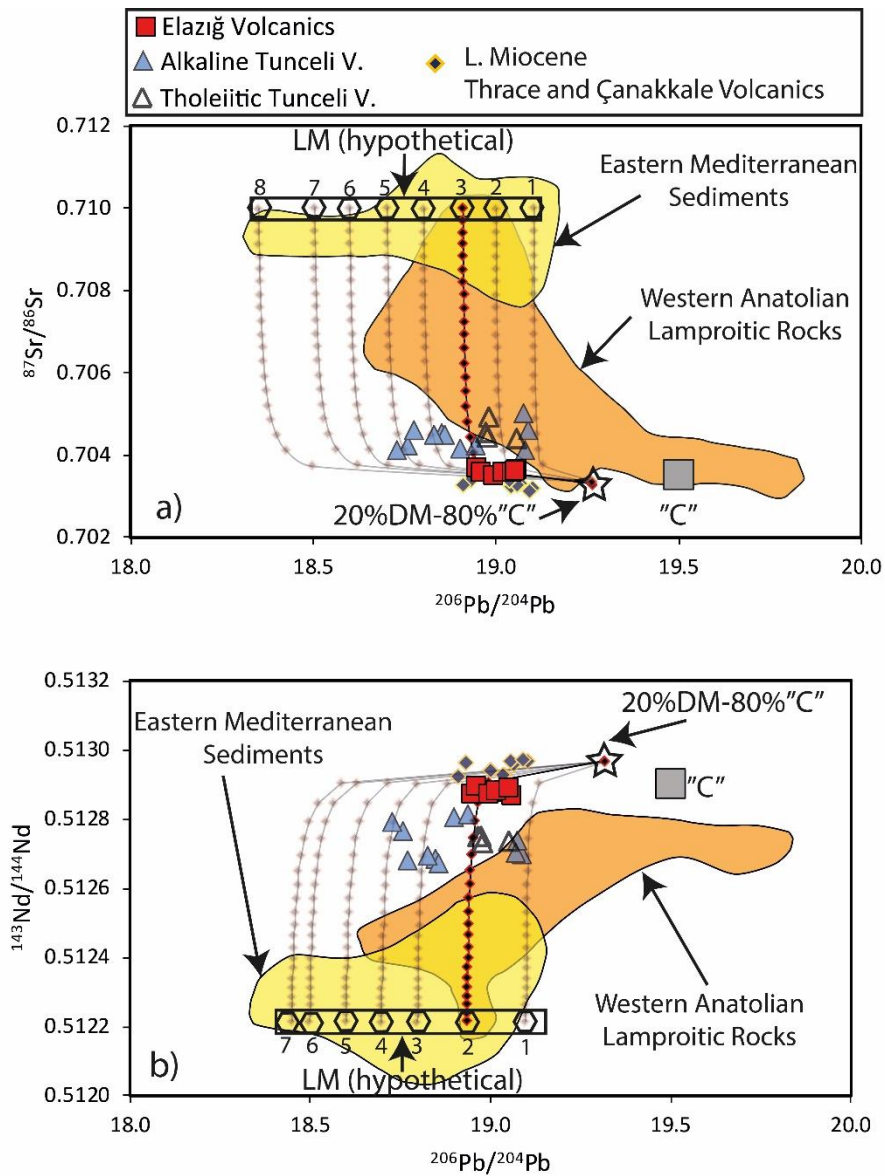 Elazığ Volcanics
Alkaline Tunceli V.
Tholeiitic Tunceli V.
L. Miocene
Thrace and Çanakkale Volcanics
0.712
0.710
0.708
0.706
0.704
0.702
⁸⁷Sr/⁸⁶Sr
LM (hypothetical)
8 7 6 5 4 3 2 1
Eastern Mediterranean
Sediments
Western Anatolian
Lamproitic Rocks
a)
20%DM-80%"C"
"C"
18.0 18.5 19.0 19.5 20.0
²⁰⁶Pb/²⁰⁴Pb
0.5132
0.5130
0.5128
0.5126
0.5124
0.5122
0.5120
¹⁴³Nd/¹⁴⁴Nd
Eastern Mediterranean
Sediments
20%DM-80%"C"
"C"
Western Anatolian
Lamproitic Rocks
7 6 5 4 3 2 1
b)
LM (hypothetical)
18.0 18.5 19.0 19.5 20.0
²⁰⁶Pb/²⁰⁴Pb